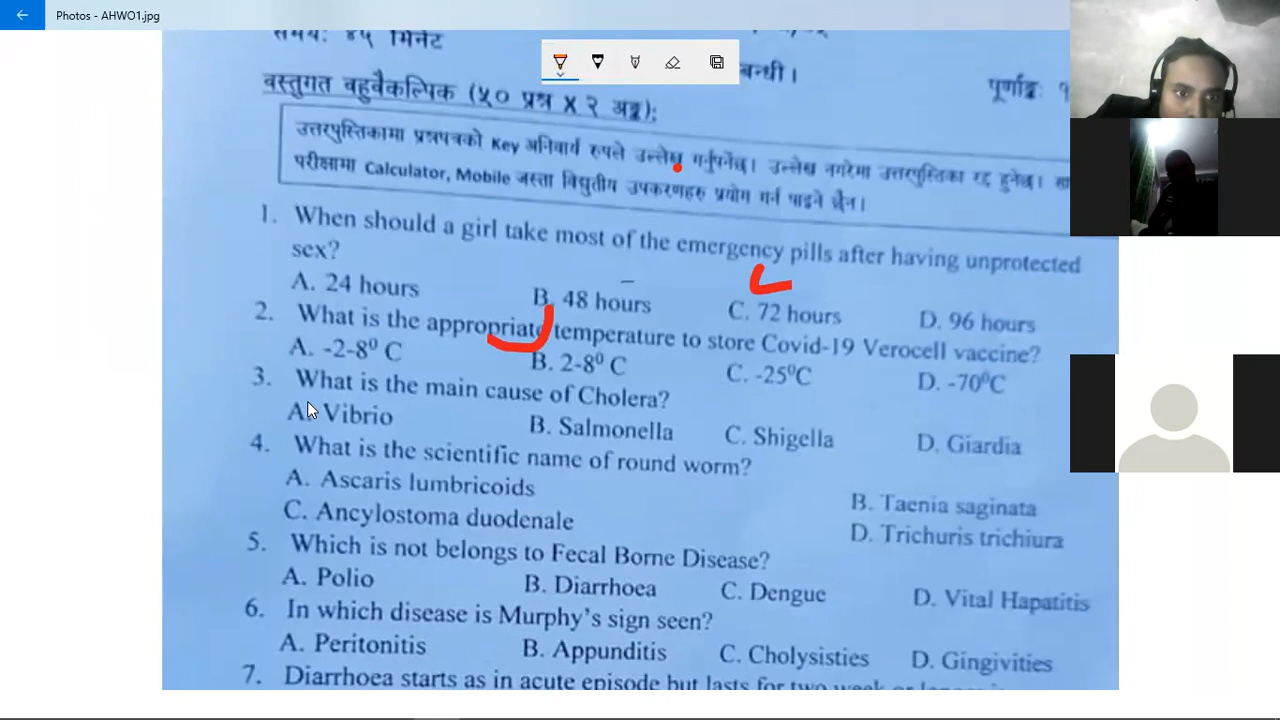 Photos - AHWO1.jpg
समय: ४५ मिनेट
बन्धी।
वस्तुगत बहुवैकल्पिक (५० प्रश्न X २ अङ्क):
पूर्णाङ्क:
उत्तरपुस्तिकामा प्रश्नपत्रको Key अनिवार्य रुपले उल्लेख गर्नुपर्नेछ। उल्लेख नगरेमा उत्तरपुस्तिका रद्द हुनेछ।
परीक्षामा Calculator, Mobile जस्ता विद्युतीय उपकरणहरु प्रयोग गर्न पाइने छैन।
1. When should a girl take most of the emergency pills after having unprotected
sex?
A. 24 hours B. 48 hours C. 72 hours D. 96 hours
2. What is the appropriate temperature to store Covid-19 Verocell vaccine?
A. -2-8⁰ C B. 2-8⁰ C C. -25⁰C D. -70⁰C
3. What is the main cause of Cholera?
A. Vibrio B. Salmonella C. Shigella D. Giardia
4. What is the scientific name of round worm?
A. Ascaris lumbricoids B. Taenia saginata
C. Ancylostoma duodenale D. Trichuris trichiura
5. Which is not belongs to Fecal Borne Disease?
A. Polio B. Diarrhoea C. Dengue D. Vital Hapatitis
6. In which disease is Murphy's sign seen?
A. Peritonitis B. Appunditis C. Cholysisties D. Gingivities
7. Diarrhoea starts as in acute episode but lasts for two week or longer